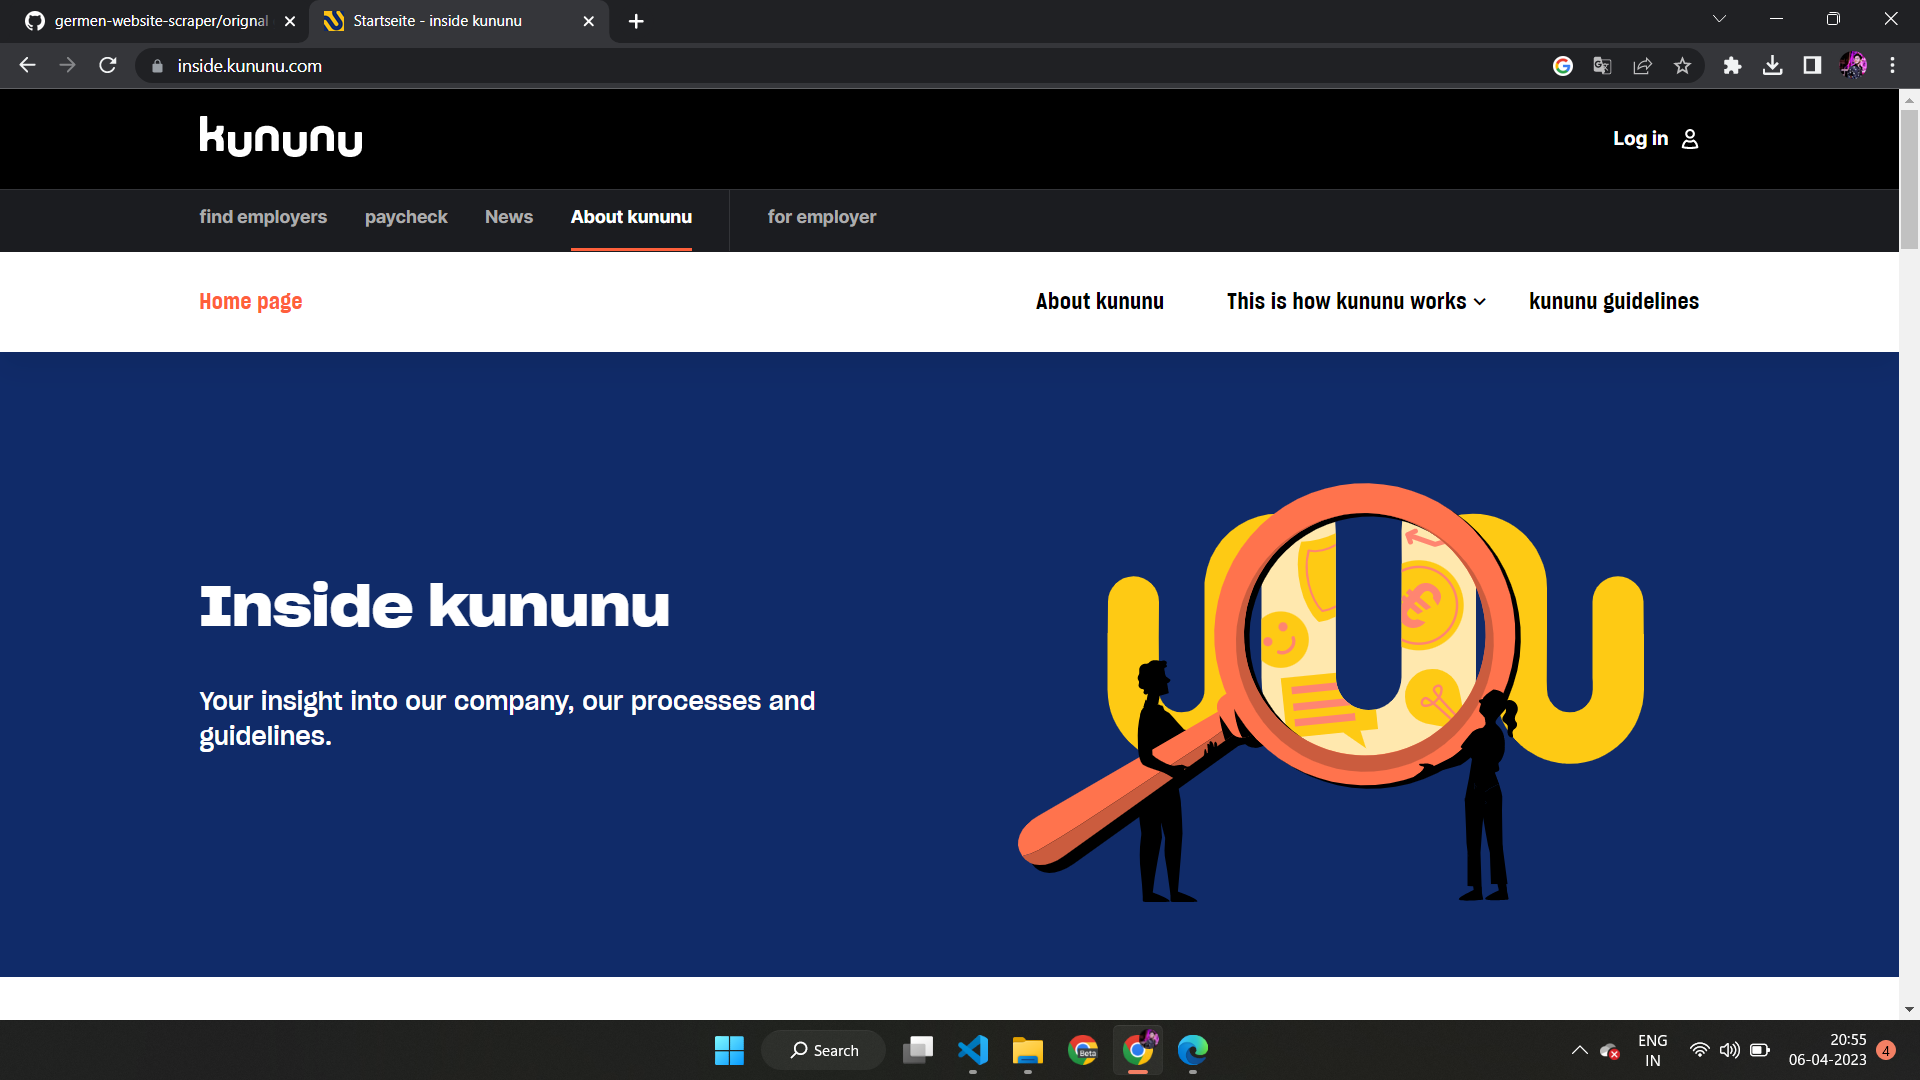 germen-website-scraper/orignal
Startseite - inside kununu
inside.kununu.com
kununu
Log in
find employers paycheck News About kununu for employer
Home page About kununu This is how kununu works kununu guidelines
Inside kununu
Your insight into our company, our processes and
guidelines.
Search
Beta
ENG
IN
20:55
06-04-2023
4